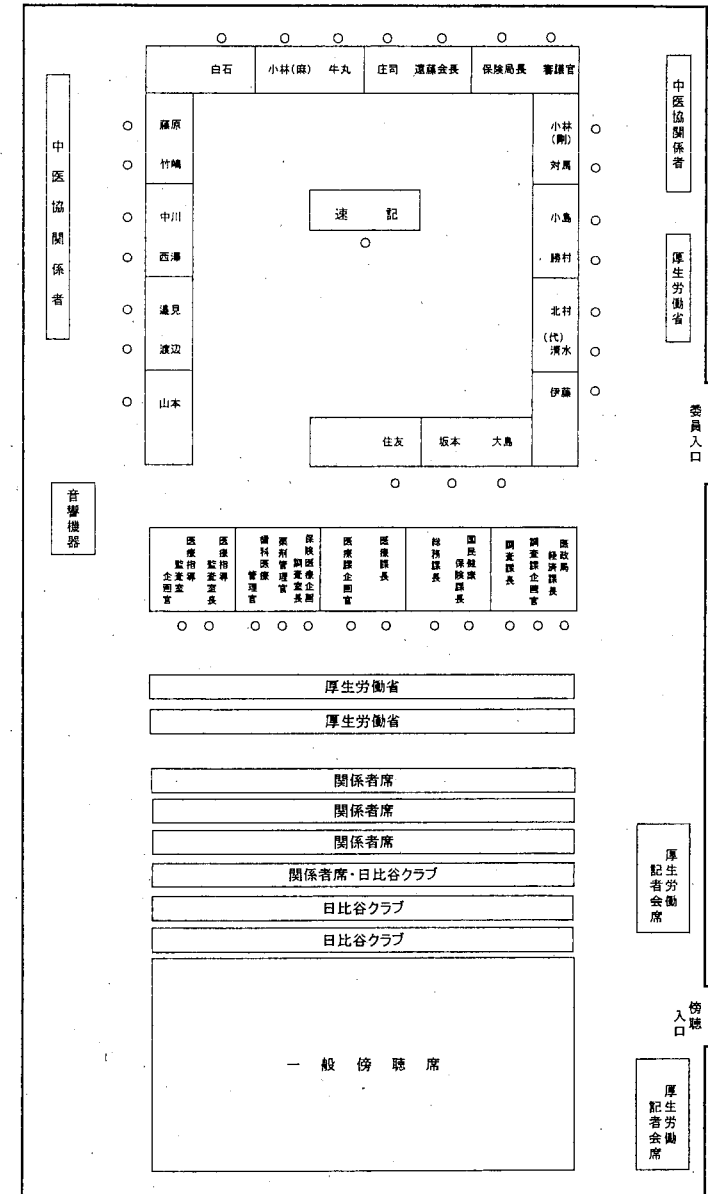 白石 小林(麻) 牛丸 庄司 遠藤会長 保険局長 審議官
中医協関係者
藤原
竹嶋
中川
西澤
邉見
渡辺
山本
速 記
小林
(剛)
対馬
小島
勝村
北村
(代)
清水
伊藤
中医協関係者
厚生労働省
委員入口
住友 坂本 大島
音響機器
医療指導監査室企画官
医療指導監査室長
歯科医療管理官
薬剤管理官
保険医療企画調査室長
医療課企画官
医療課長
総務課長
国民健康保険課長
調査課長
調査課企画官
医政局経済課長
厚生労働省
厚生労働省
関係者席
関係者席
関係者席
関係者席・日比谷クラブ
日比谷クラブ
日比谷クラブ
一 般 傍 聴 席
厚生労働
記者会席
傍聴
入口
厚生労働
記者会席